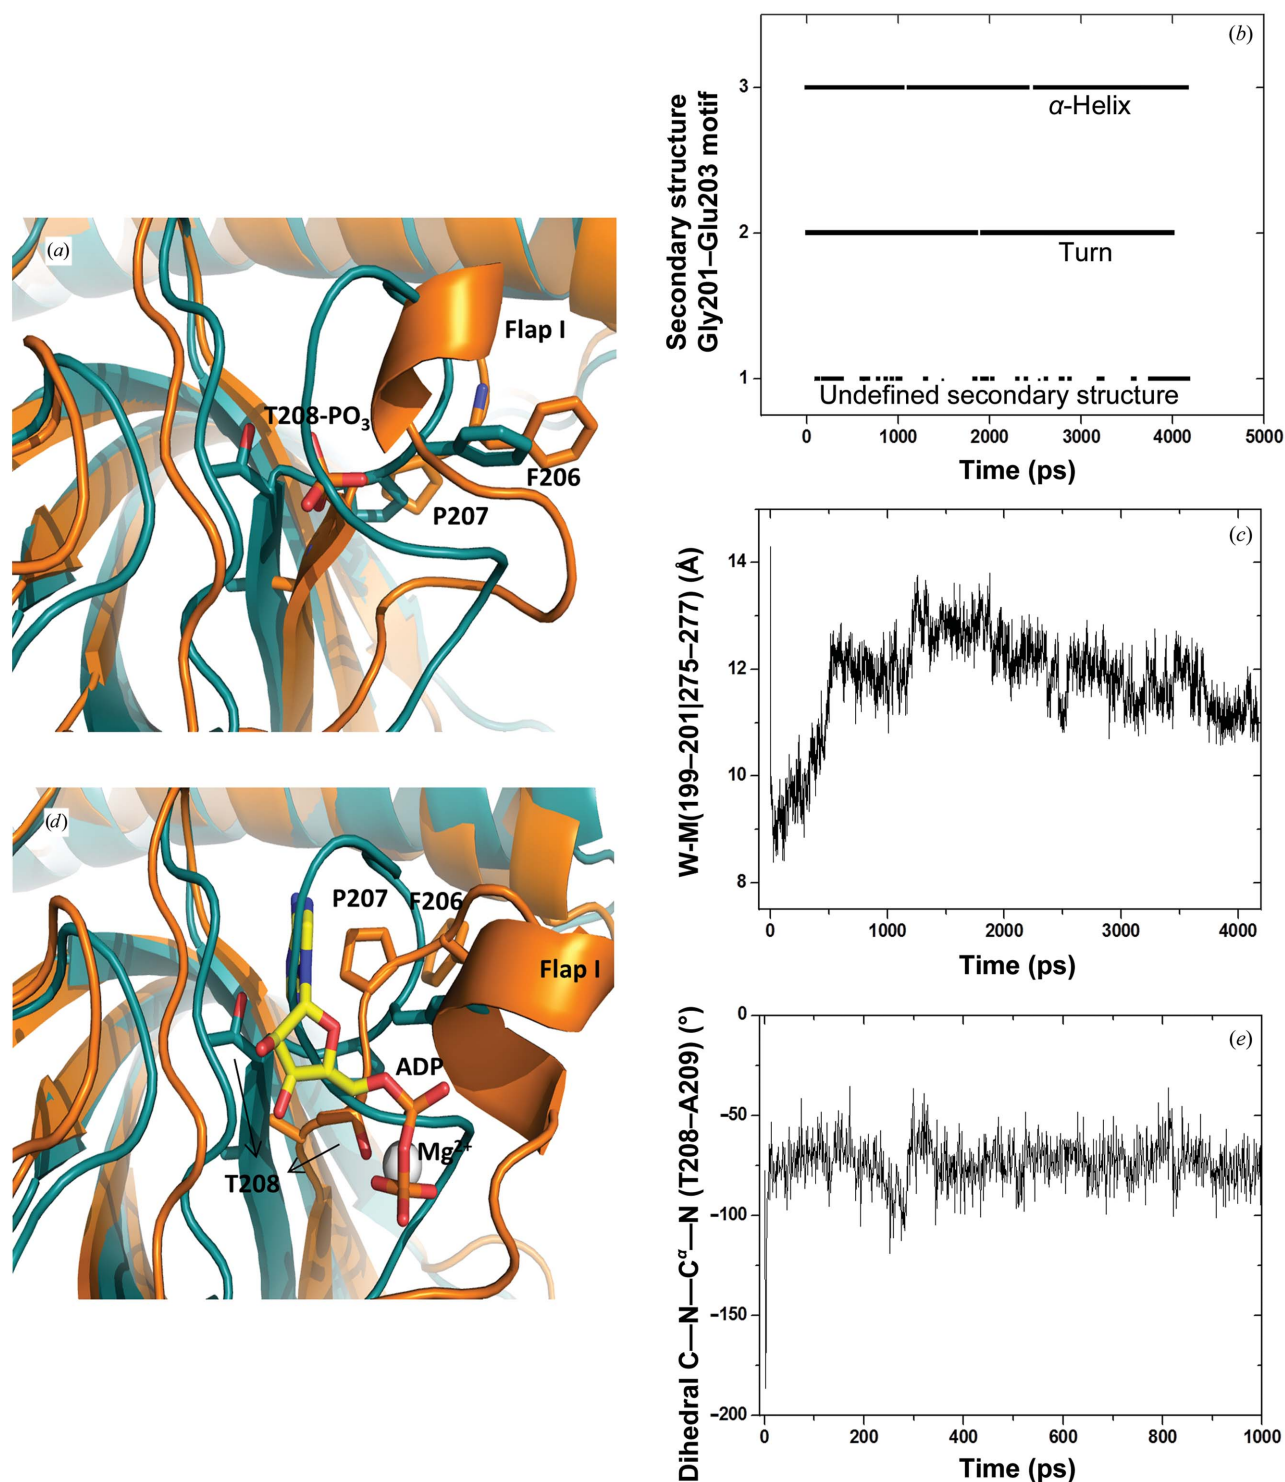 (a)
Flap I
T208-PO₃
F206
P207
(b)
Secondary structure
Gly201–Glu203 motif
3
α-Helix
2
Turn
1
Undefined secondary structure
0 1000 2000 3000 4000 5000
Time (ps)
(c)
W-M(199–201|275–277) (Å)
14
12
10
8
0 1000 2000 3000 4000
Time (ps)
(d)
P207 F206
Flap I
ADP
Mg²⁺
T208
(e)
Dihedral C—N—Cᵅ—N (T208–A209) (°)
0
−50
−100
−150
−200
0 200 400 600 800 1000
Time (ps)